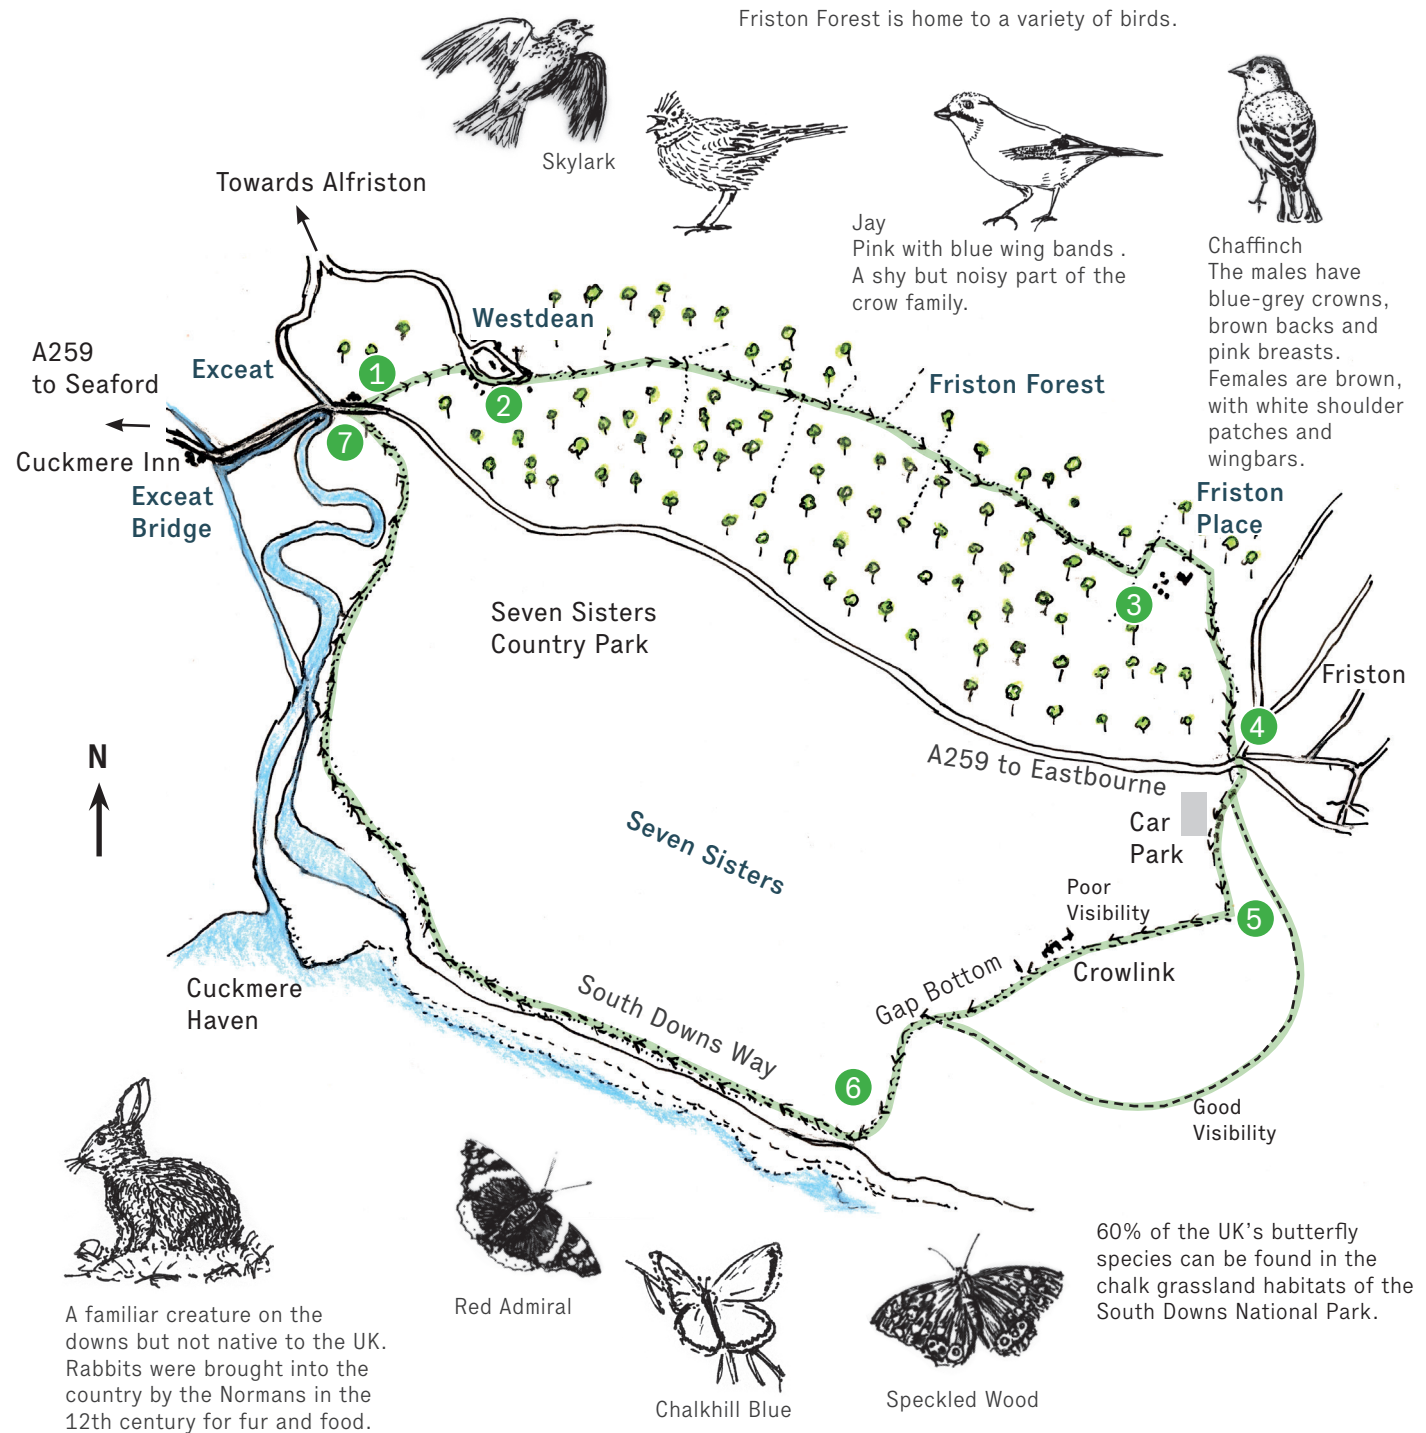 Friston Forest is home to a variety of birds.
Skylark
Jay
Pink with blue wing bands .
A shy but noisy part of the
crow family.
Chaffinch
The males have
blue-grey crowns,
brown backs and
pink breasts.
Females are brown,
with white shoulder
patches and
wingbars.
Towards Alfriston
Westdean
A259
to Seaford
Exceat
1
2
Friston Forest
7
Cuckmere Inn
Exceat
Bridge
Friston
Place
Seven Sisters
Country Park
3
Friston
4
N
A259 to Eastbourne
Car
Park
Seven Sisters
Poor
Visibility
5
Crowlink
Gap Bottom
Cuckmere
Haven
South Downs Way
6
Good
Visibility
A familiar creature on the
downs but not native to the UK.
Rabbits were brought into the
country by the Normans in the
12th century for fur and food.
Red Admiral
Chalkhill Blue
Speckled Wood
60% of the UK’s butterfly
species can be found in the
chalk grassland habitats of the
South Downs National Park.